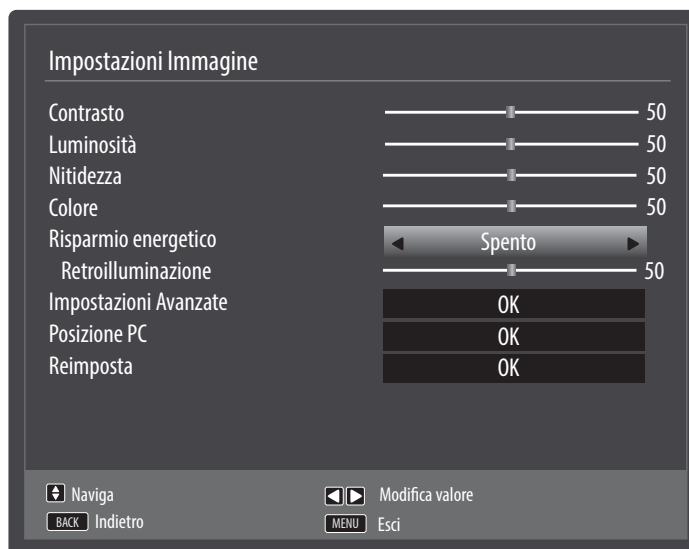 Impostazioni Immagine
Contrasto 50
Luminosità 50
Nitidezza 50
Colore 50
Risparmio energetico Spento
Retroilluminazione 50
Impostazioni Avanzate OK
Posizione PC OK
Reimposta OK
Naviga Modifica valore
BACK Indietro MENU Esci